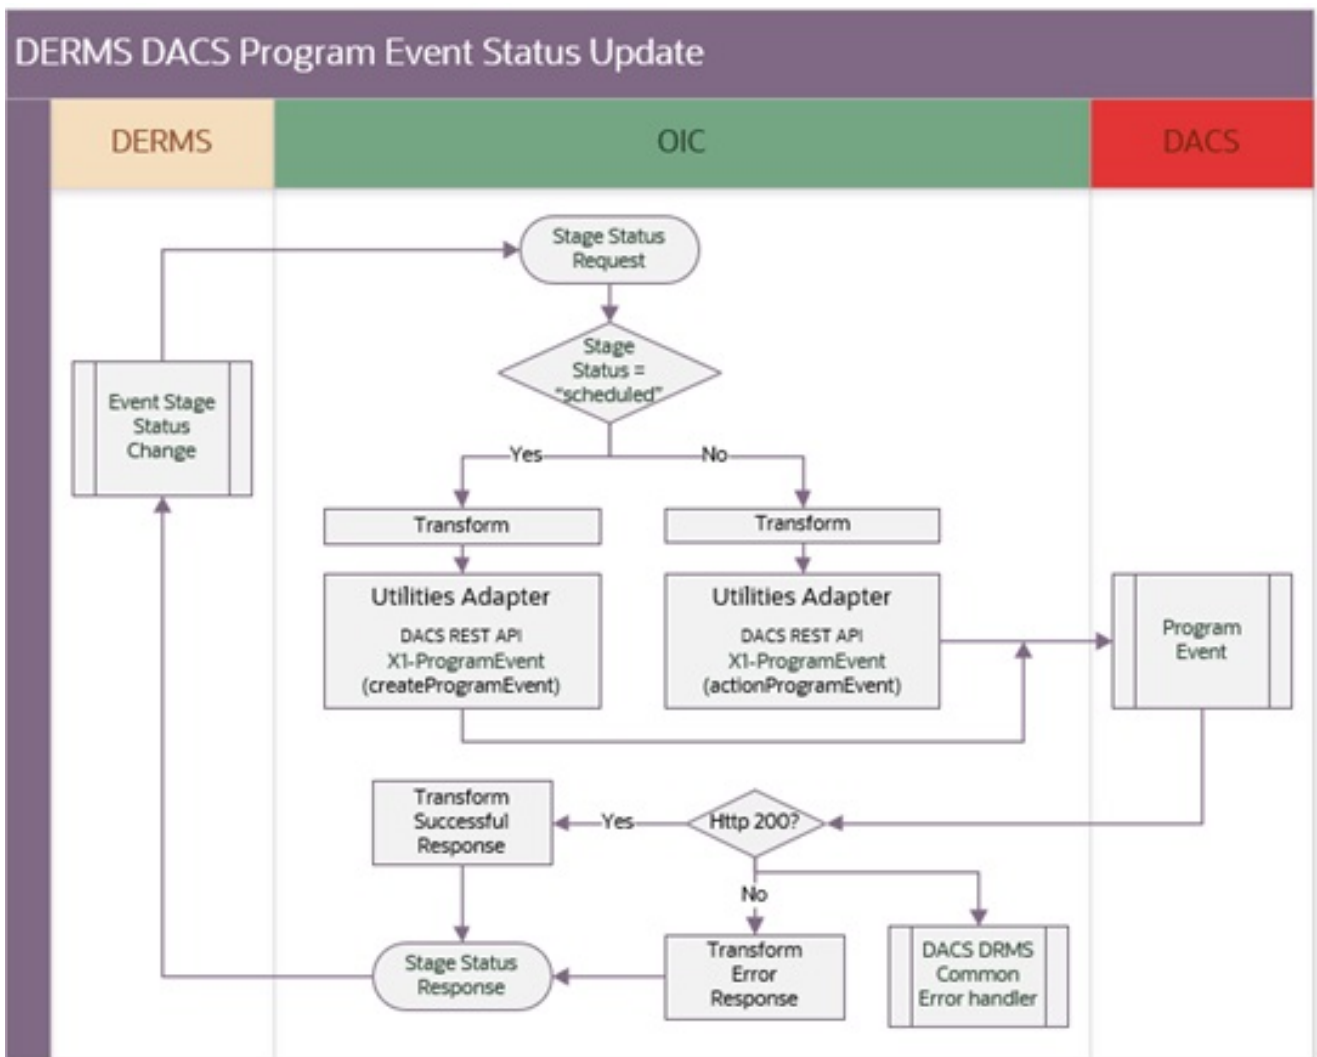 DERMS DACS Program Event Status Update
DERMS
OIC
DACS
Stage Status
Request
Stage
Status =
“scheduled”
Event Stage
Status
Change
Yes
No
Transform
Transform
Utilities Adapter
DACS REST API
X1-ProgramEvent
(createProgramEvent)
Utilities Adapter
DACS REST API
X1-ProgramEvent
(actionProgramEvent)
Program
Event
Transform
Successful
Response
Yes
Http 200?
No
Stage Status
Response
Transform
Error
Response
DACS DRMS
Common
Error handler